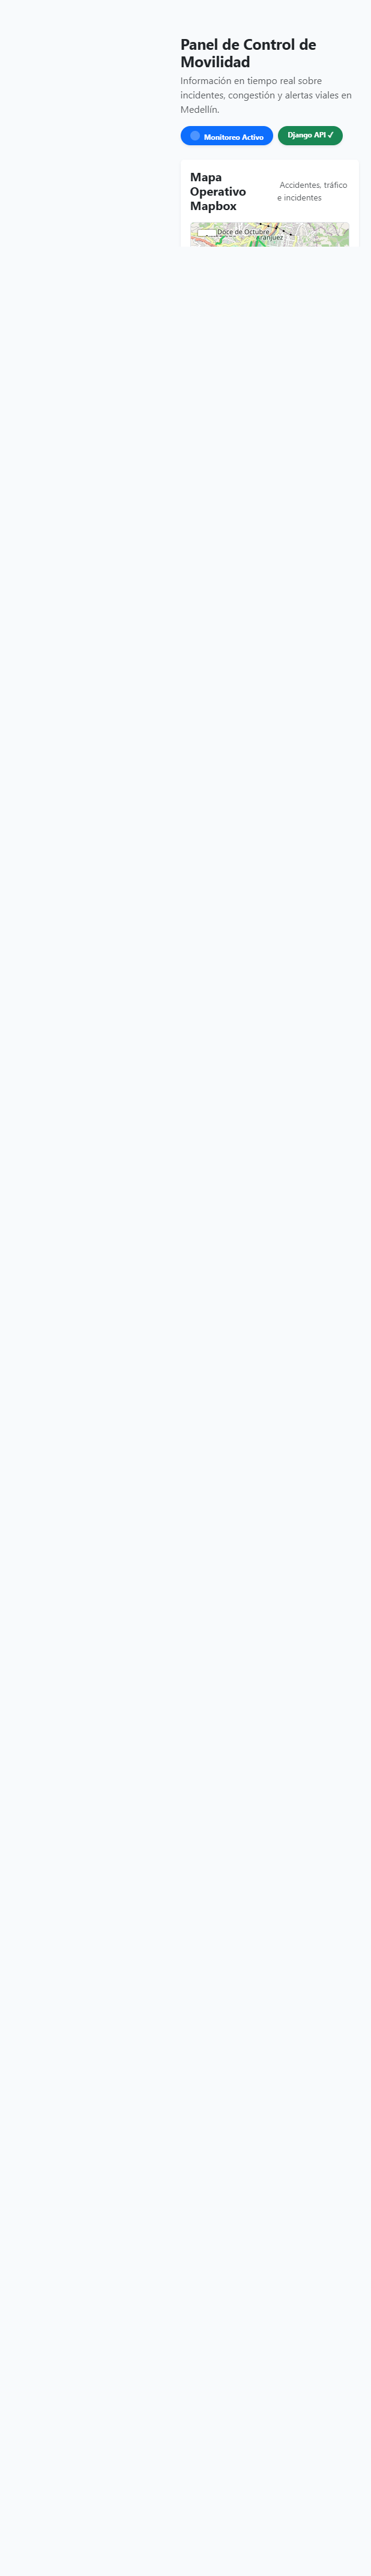 Panel de Control de
Movilidad
Información en tiempo real sobre
incidentes, congestión y alertas viales en
Medellín.
Monitoreo Activo
Django API ✓
Mapa
Operativo
Mapbox
Accidentes, tráfico
e incidentes
Doce de Octubre
Aranjuez